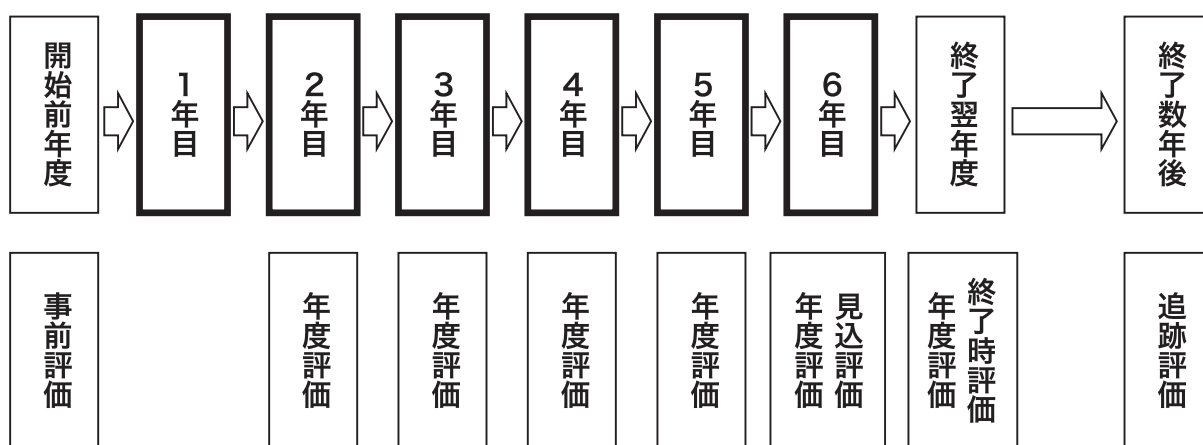 開始前年度
1年目
2年目
3年目
4年目
5年目
6年目
終了翌年度
終了数年後
事前評価
年度評価
年度評価
年度評価
年度評価
見込評価
年度評価
終了時評価
年度評価
追跡評価